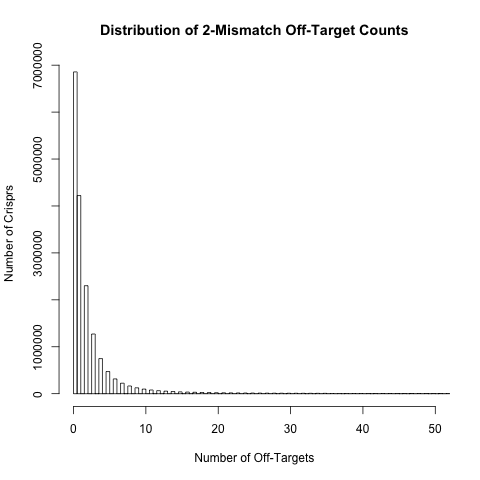 Distribution of 2-Mismatch Off-Target Counts
Number of Crisprs
7000000
5000000
3000000
1000000
0
0 10 20 30 40 50
Number of Off-Targets